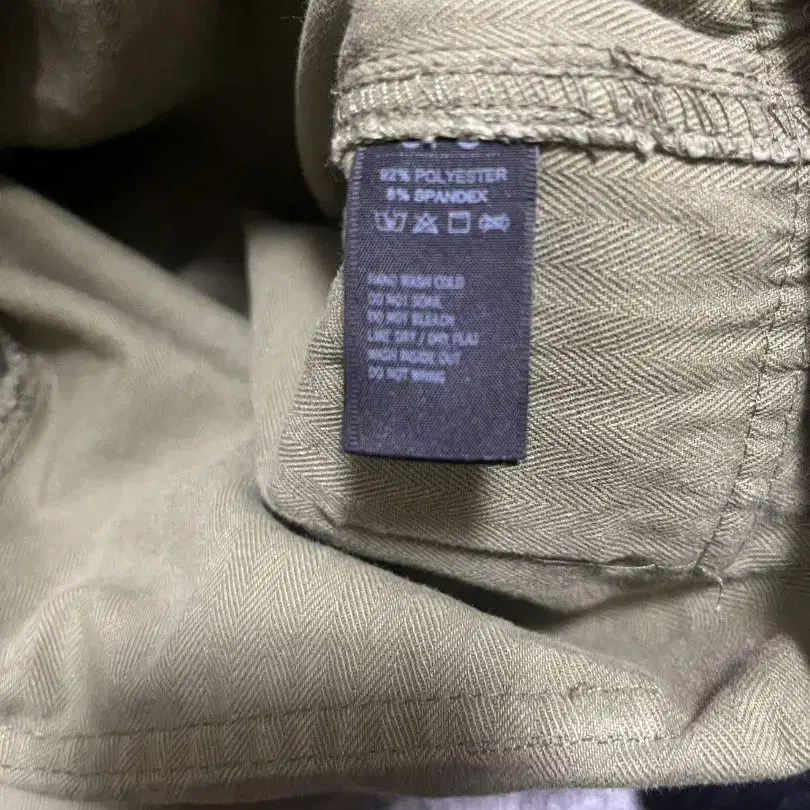 92% POLYESTER
8% SPANDEX
HAND WASH COLD
DO NOT SOAK
DO NOT BLEACH
LINE DRY / DRY FLAT
WASH INSIDE OUT
DO NOT WRING